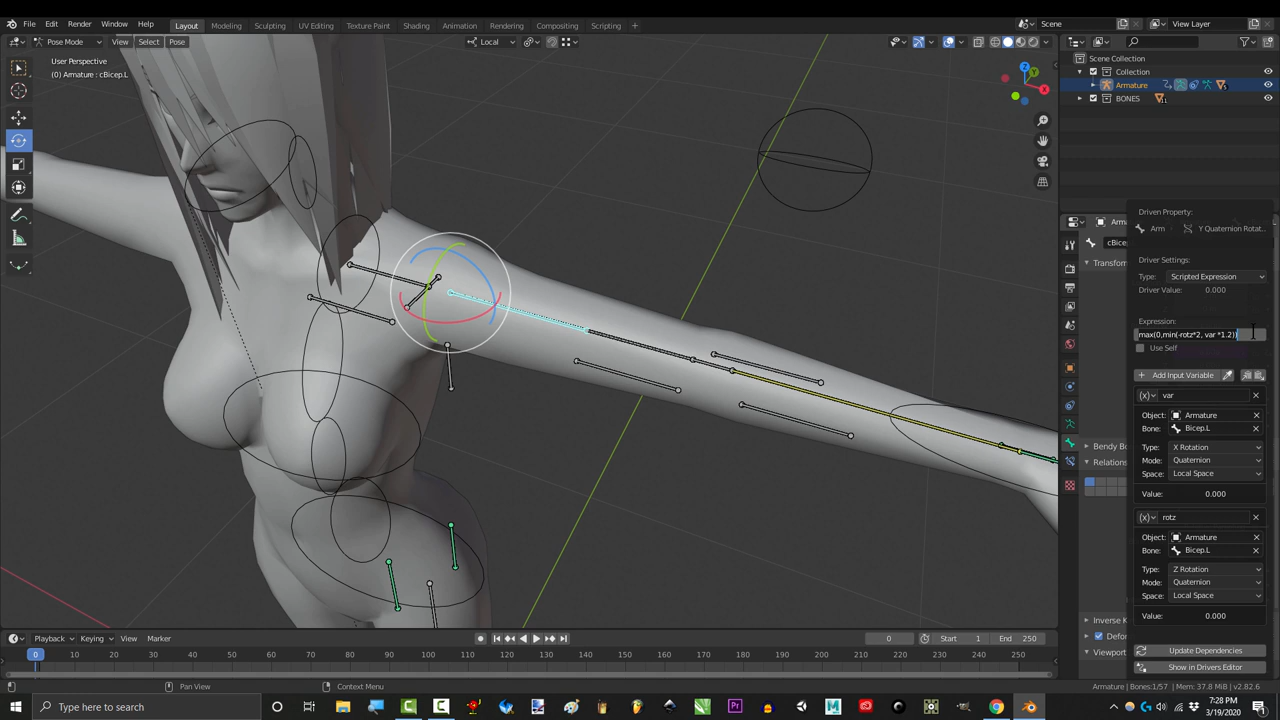 File Edit Render Window Help Layout Modeling Sculpting UV Editing Texture Paint Shading Animation Rendering Compositing Scripting + Scene View Layer
Pose Mode View Select Pose Local
User Perspective
(0) Armature : cBicep.L
Z
Y
X
Scene Collection
Collection
Armature
BONES
Driven Property:
Arm Y Quaternion Rotat..
Driver Settings:
Type: Scripted Expression
Driver Value: 0.000
Expression:
max(0,min(-rotz*2, var *1.2))
Use Self
Add Input Variable
(x) var
Object: Armature
Bone: Bicep.L
Type: X Rotation
Mode: Quaternion
Space: Local Space
Value: 0.000
(x) rotz
Object: Armature
Bone: Bicep.L
Type: Z Rotation
Mode: Quaternion
Space: Local Space
Value: 0.000
Update Dependencies
Show in Drivers Editor
Arm
cBice
Transform
Bendy Bo
Relations
Inverse K
Defor
Viewport
Playback Keying View Marker 0 Start 1 End 250
0 10 20 30 40 50 60 70 80 90 100 110 120 130 140 150 160 170 180 190 200 210 220 230 240 250
Pan View Context Menu Armature | Bones:1/57 | Mem: 37.8 MiB | v2.82.6
Type here to search
7:28 PM
3/19/2020